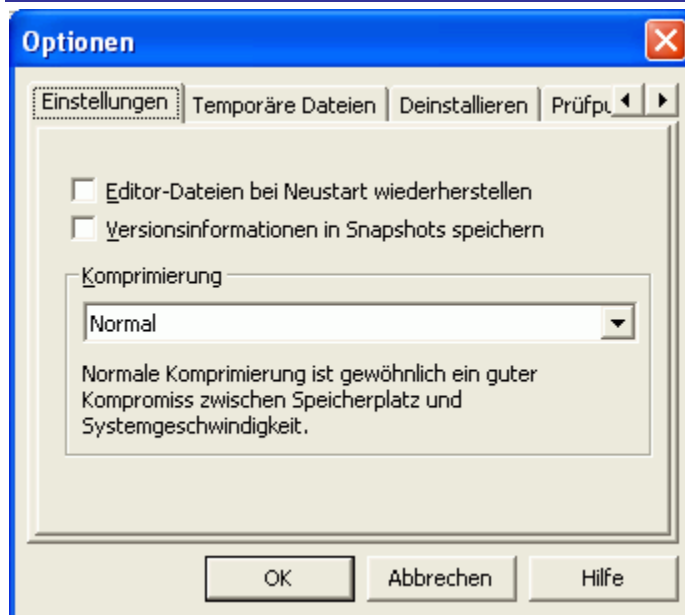 Optionen
Einstellungen Temporäre Dateien Deinstallieren Prüfpu
Editor-Dateien bei Neustart wiederherstellen
Versionsinformationen in Snapshots speichern
Komprimierung
Normal
Normale Komprimierung ist gewöhnlich ein guter
Kompromiss zwischen Speicherplatz und
Systemgeschwindigkeit.
OK Abbrechen Hilfe